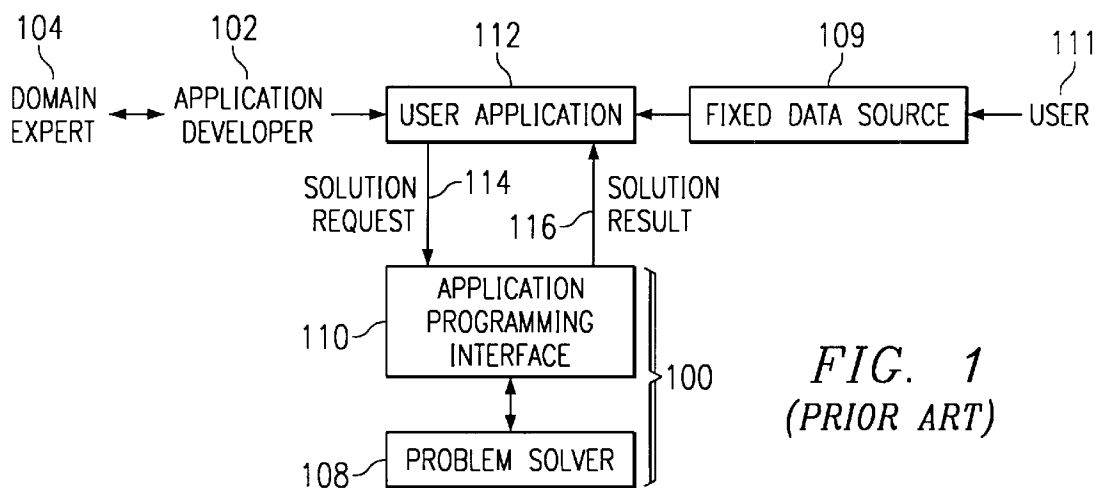 104
102
112
109
111
DOMAIN
EXPERT
APPLICATION
DEVELOPER
USER APPLICATION
FIXED DATA SOURCE
USER
SOLUTION
REQUEST
114
116
SOLUTION
RESULT
110
APPLICATION
PROGRAMMING
INTERFACE
100
108
PROBLEM SOLVER
FIG. 1
(PRIOR ART)